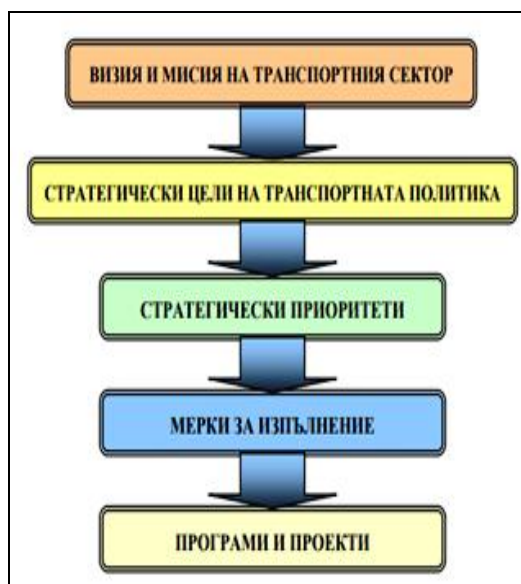 ВИЗИЯ И МИСИЯ НА ТРАНСПОРТНИЯ СЕКТОР
СТРАТЕГИЧЕСКИ ЦЕЛИ НА ТРАНСПОРТНАТА ПОЛИТИКА
СТРАТЕГИЧЕСКИ ПРИОРИТЕТИ
МЕРКИ ЗА ИЗПЪЛНЕНИЕ
ПРОГРАМИ И ПРОЕКТИ